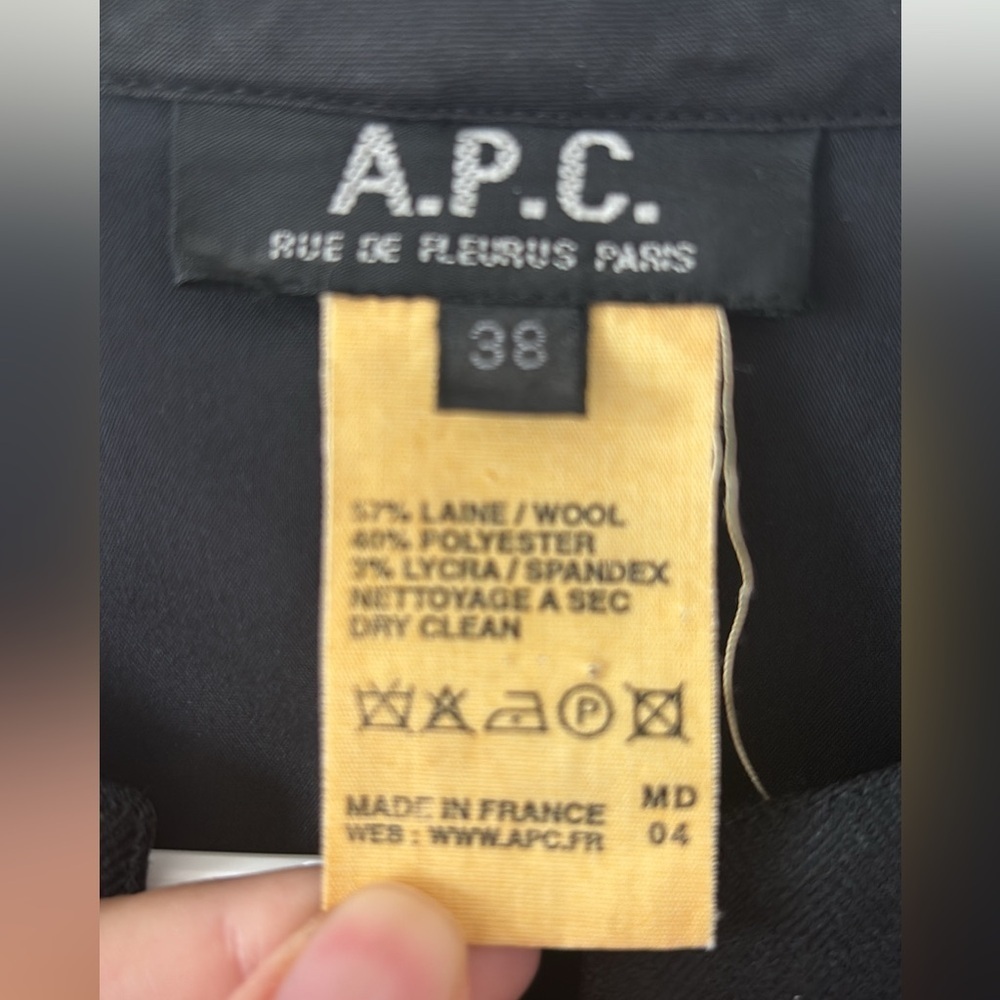 A.P.C.
RUE DE FLEURUS PARIS
38
57% LAINE / WOOL
40% POLYESTER
3% LYCRA / SPANDEX
NETTOYAGE A SEC
DRY CLEAN
P
MADE IN FRANCE
WES : WWW.APC.FR
MD
04